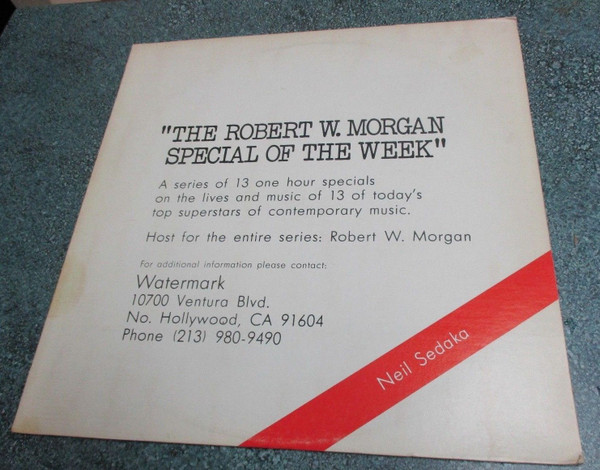 "THE ROBERT W. MORGAN
SPECIAL OF THE WEEK"
A series of 13 one hour specials
on the lives and music of 13 of today's
top superstars of contemporary music.
Host for the entire series: Robert W. Morgan
For additional information please contact:
Watermark
10700 Ventura Blvd.
No. Hollywood, CA 91604
Phone (213) 980-9490
Neil Sedaka